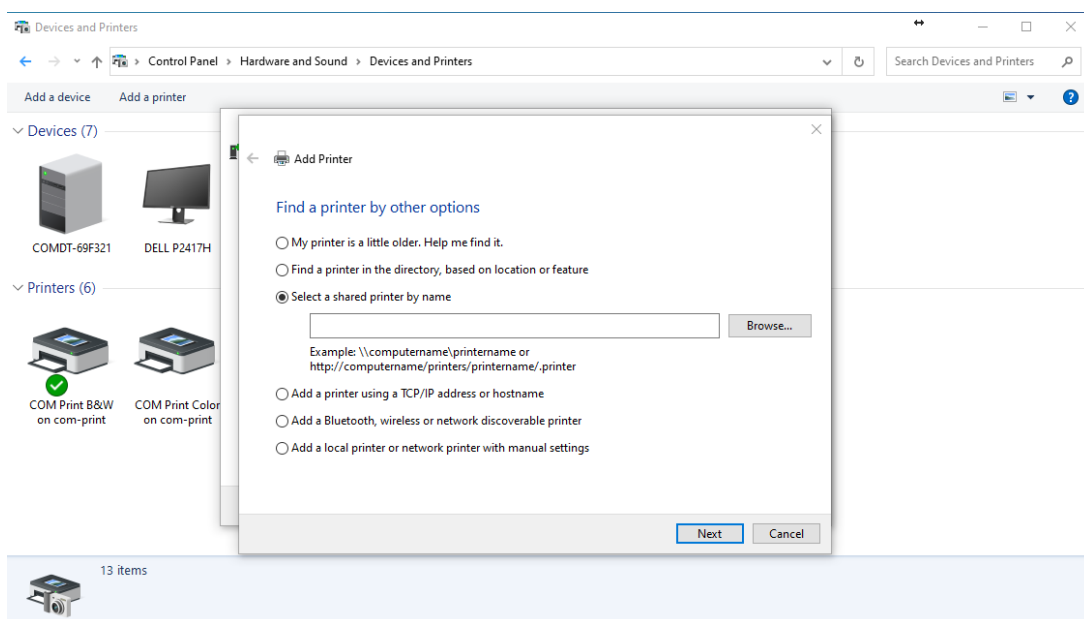 Devices and Printers
Control Panel > Hardware and Sound > Devices and Printers
Search Devices and Printers
Add a device
Add a printer
Devices (7)
COMDT-69F321
DELL P2417H
Printers (6)
COM Print B&W
on com-print
COM Print Color
on com-print
Add Printer
Find a printer by other options
My printer is a little older. Help me find it.
Find a printer in the directory, based on location or feature
Select a shared printer by name
Browse...
Example: \\computername\printername or
http://computername/printers/printername/.printer
Add a printer using a TCP/IP address or hostname
Add a Bluetooth, wireless or network discoverable printer
Add a local printer or network printer with manual settings
Next
Cancel
13 items